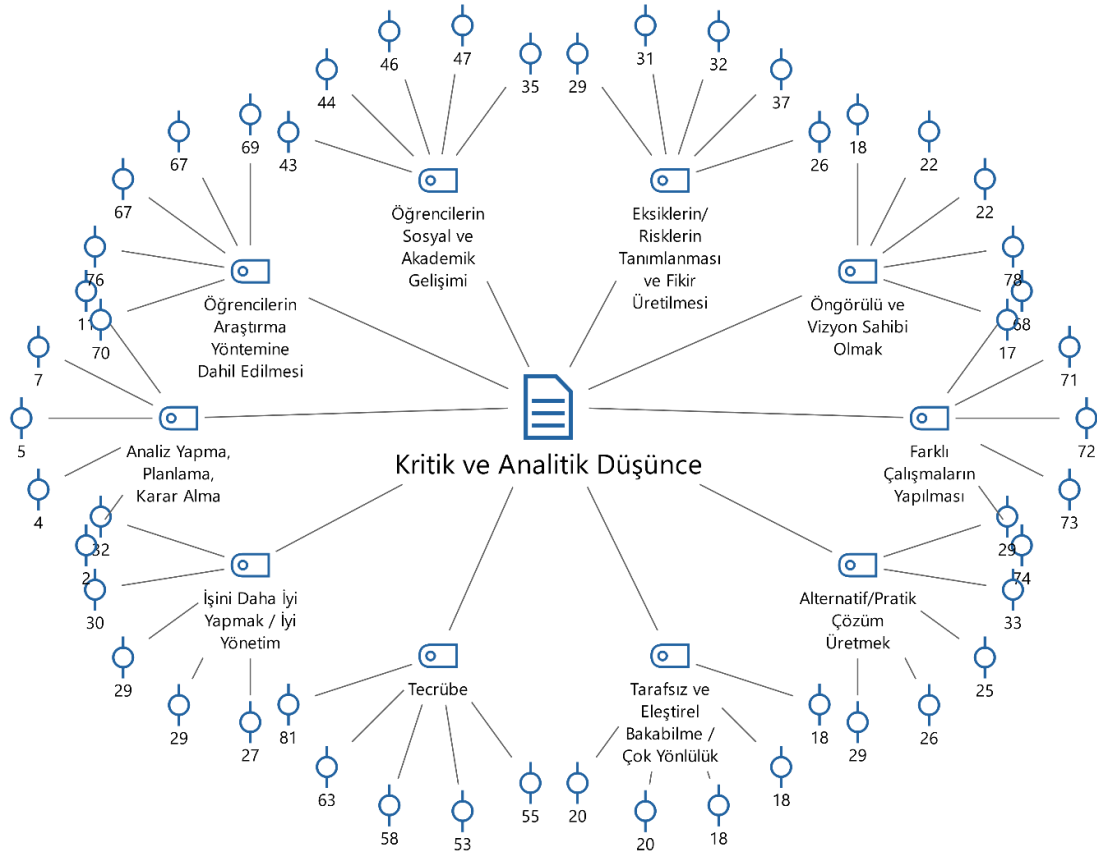 47
31
32
46
35
29
44
37
69
18
67
43
26
22
67
22
Öğrencilerin
Sosyal ve
Akademik
Gelişimi
Eksiklerin/
Risklerin
Tanımlanması
ve Fikir
Üretilmesi
76
78
Öğrencilerin
Araştırma
Yöntemine
Dahil Edilmesi
Öngörülü ve
Vizyon Sahibi
Olmak
11
68
70
17
7
71
5
72
Analiz Yapma,
Planlama,
Karar Alma
Kritik ve Analitik Düşünce
Farklı
Çalışmaların
Yapılması
4
73
32
29
2
74
30
33
İşini Daha İyi
Yapmak / İyi
Yönetim
Alternatif/Pratik
Çözüm
Üretmek
29
25
Tecrübe
Tarafsız ve
Eleştirel
Bakabilme /
Çok Yönlülük
29
81
18
26
27
29
63
18
55
20
58
18
53
20